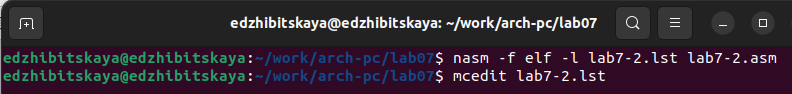 edzhibitskaya@edzhibitskaya: ~/work/arch-pc/lab07
edzhibitskaya@edzhibitskaya:~/work/arch-pc/lab07$ nasm -f elf -l lab7-2.lst lab7-2.asm
edzhibitskaya@edzhibitskaya:~/work/arch-pc/lab07$ mcedit lab7-2.lst